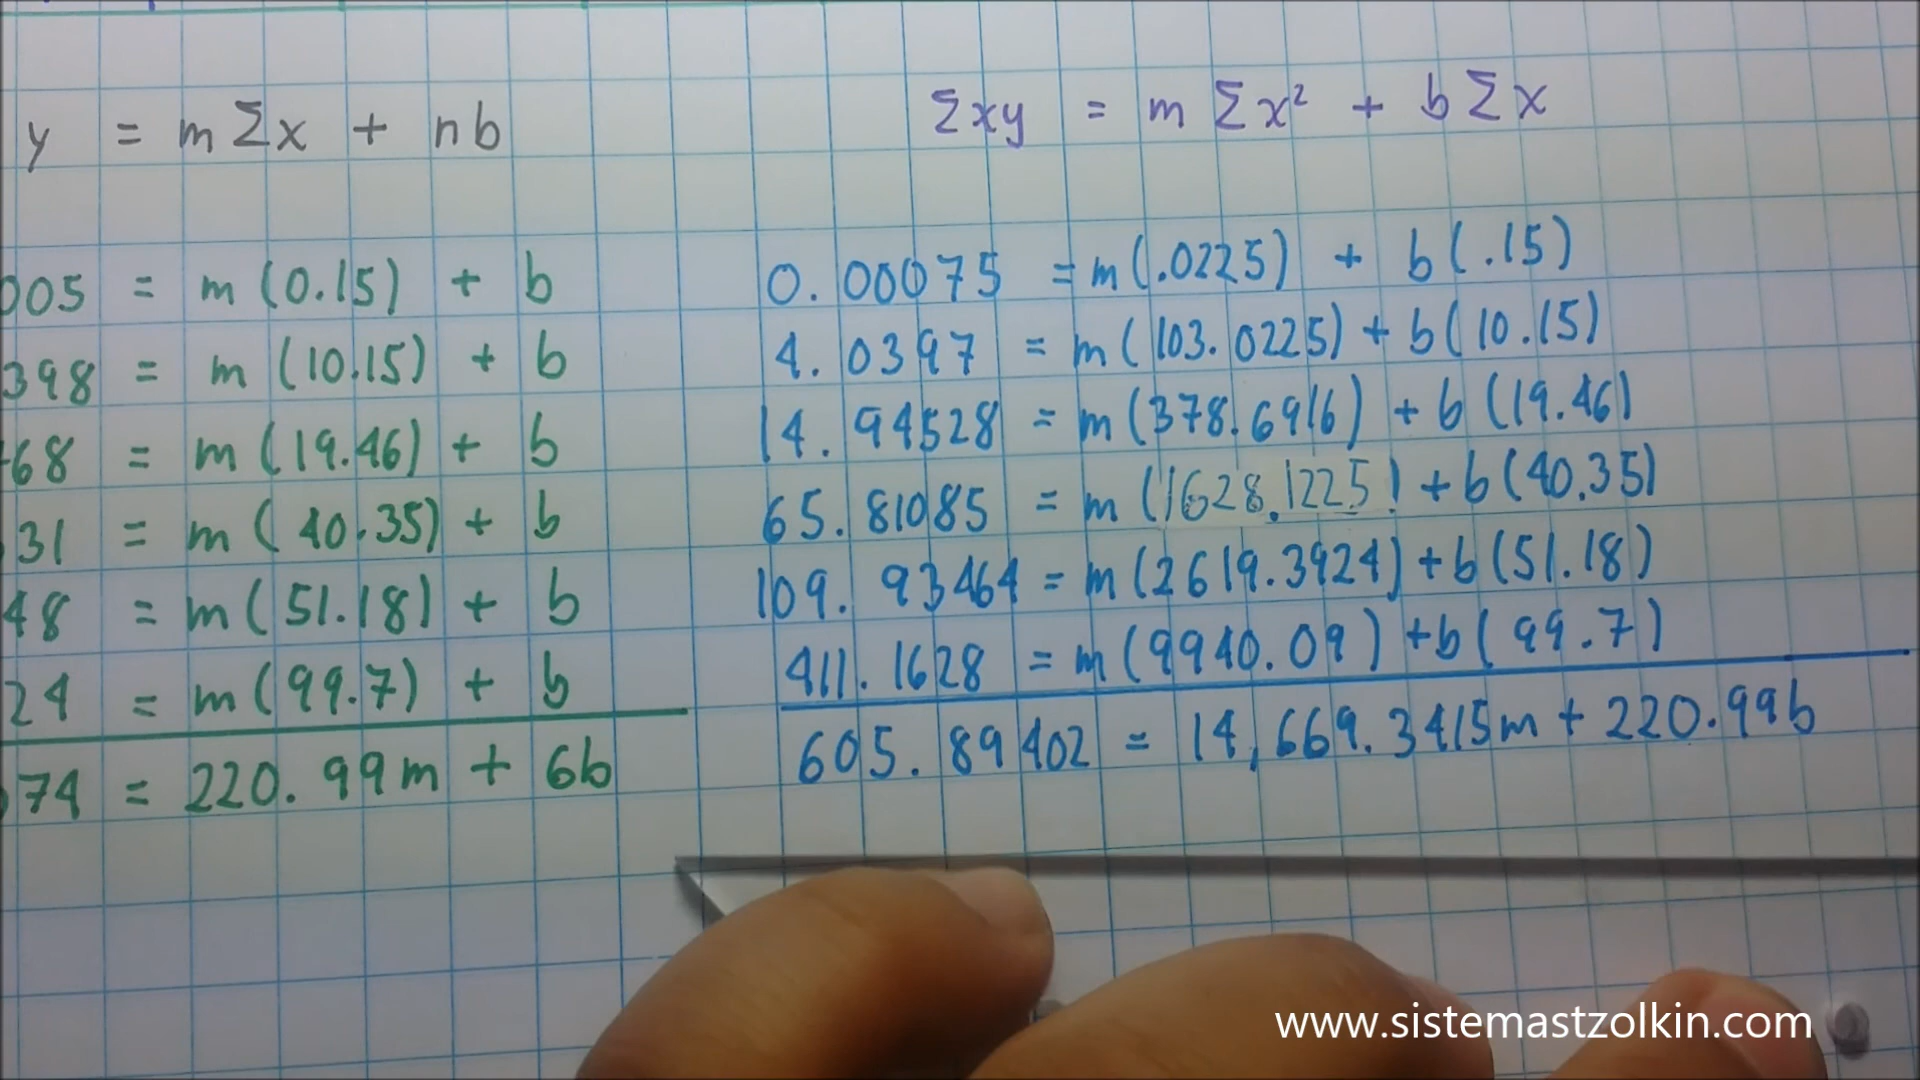 y = m Σx + nb
Σxy = m Σx² + b Σx
005 = m (0.15) + b
398 = m (10.15) + b
68 = m (19.46) + b
31 = m (40.35) + b
48 = m (51.18) + b
24 = m (99.7) + b
74 = 220.99m + 6b
0.00075 = m (.0225) + b (.15)
4.0397 = m (103.0225) + b (10.15)
14.94528 = m (378.6916) + b (19.46)
65.81085 = m (1628.1225) + b (40.35)
109.93464 = m (2619.3924) + b (51.18)
411.1628 = m (9940.09) + b (99.7)
605.89402 = 14,669.3415m + 220.99b
www.sistemastzolkin.com